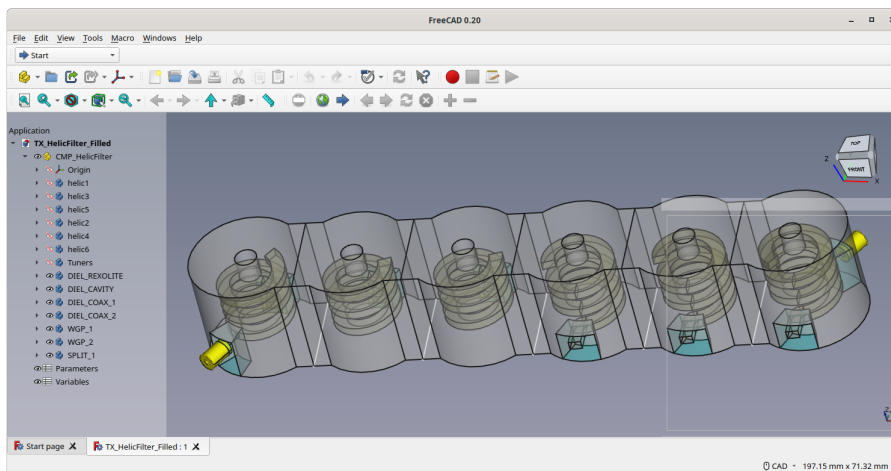 FreeCAD 0.20
File Edit View Tools Macro Windows Help
Start
Application
TX_HelicFilter_Filled
CMP_HelicFilter
Origin
helic1
helic3
helic5
helic2
helic4
helic6
Tuners
DIEL_REXOLITE
DIEL_CAVITY
DIEL_COAX_1
DIEL_COAX_2
WGP_1
WGP_2
SPLIT_1
Parameters
Variables
TOP
FRONT
Z
X
Z
Start page
TX_HelicFilter_Filled : 1
CAD
197.15 mm x 71.32 mm